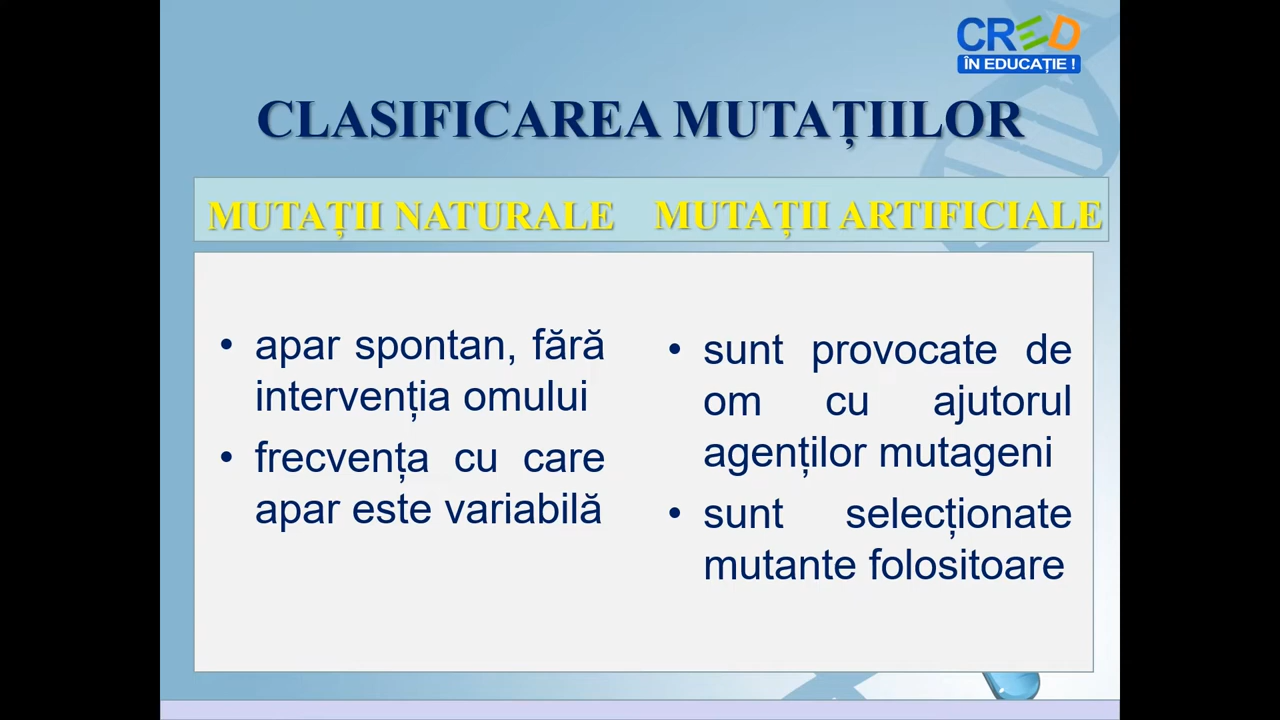 CRED
ÎN EDUCAȚIE !
CLASIFICAREA MUTAȚIILOR
MUTAȚII NATURALE
MUTAȚII ARTIFICIALE
• apar spontan, fără
intervenția omului
• frecvența cu care
apar este variabilă
• sunt provocate de
om cu ajutorul
agenților mutageni
• sunt selecționate
mutante folositoare